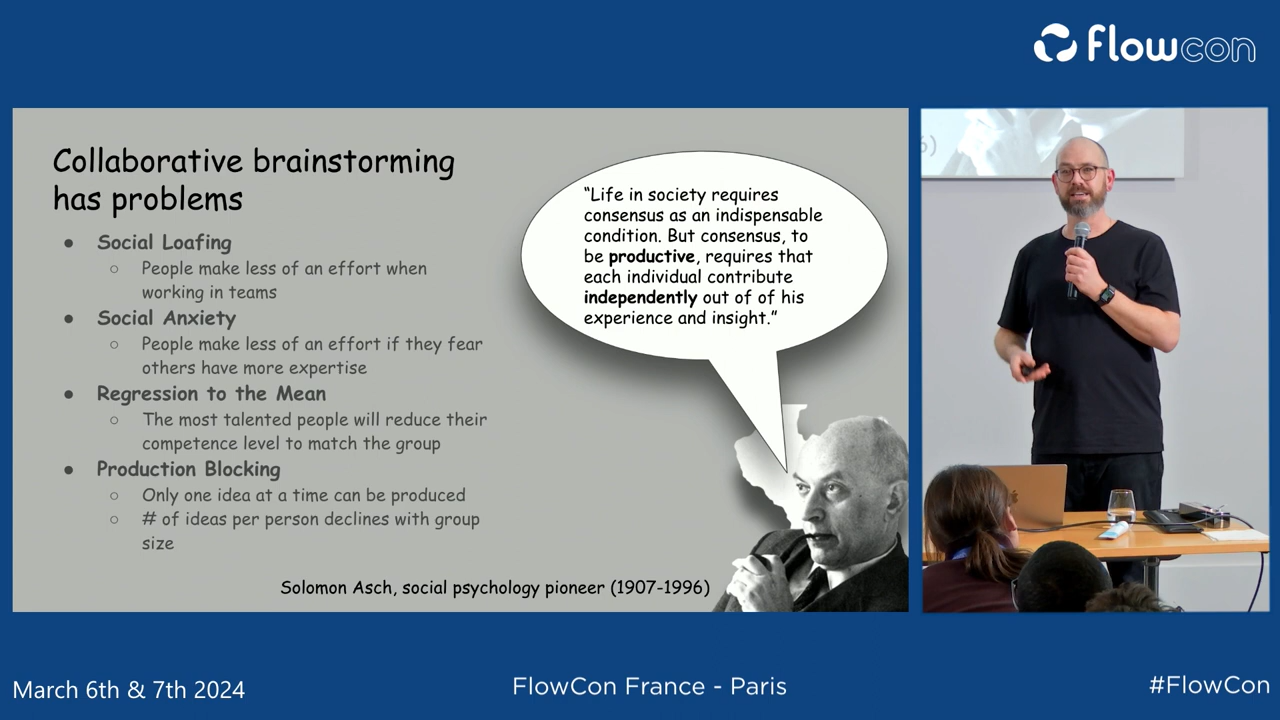 flowcon
Collaborative brainstorming
has problems
● Social Loafing
○ People make less of an effort when
working in teams
● Social Anxiety
○ People make less of an effort if they fear
others have more expertise
● Regression to the Mean
○ The most talented people will reduce their
competence level to match the group
● Production Blocking
○ Only one idea at a time can be produced
○ # of ideas per person declines with group
size
“Life in society requires
consensus as an indispensable
condition. But consensus, to
be productive, requires that
each individual contribute
independently out of of his
experience and insight.”
Solomon Asch, social psychology pioneer (1907-1996)
6)
March 6th & 7th 2024
FlowCon France - Paris
#FlowCon